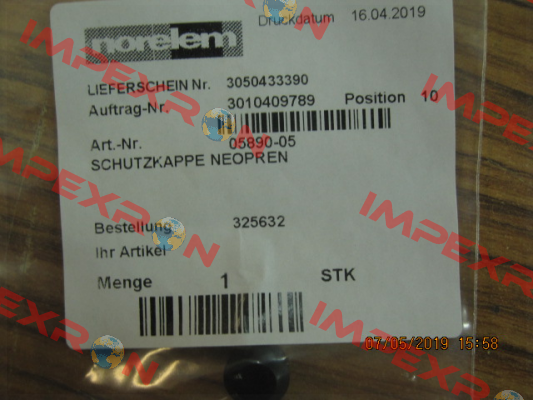 norelem
Druckdatum 16.04.2019
LIEFERSCHEIN Nr. 3050433390
Auftrag-Nr. 3010409789 Position 10
Art.-Nr. 05890-05
SCHUTZKAPPE NEOPREN
Bestellung 325632
Ihr Artikel
Menge 1 STK
07/05/2019 15:58
IMPEXRON
IMPEXRON
IMPEXRON
IMPEXRON